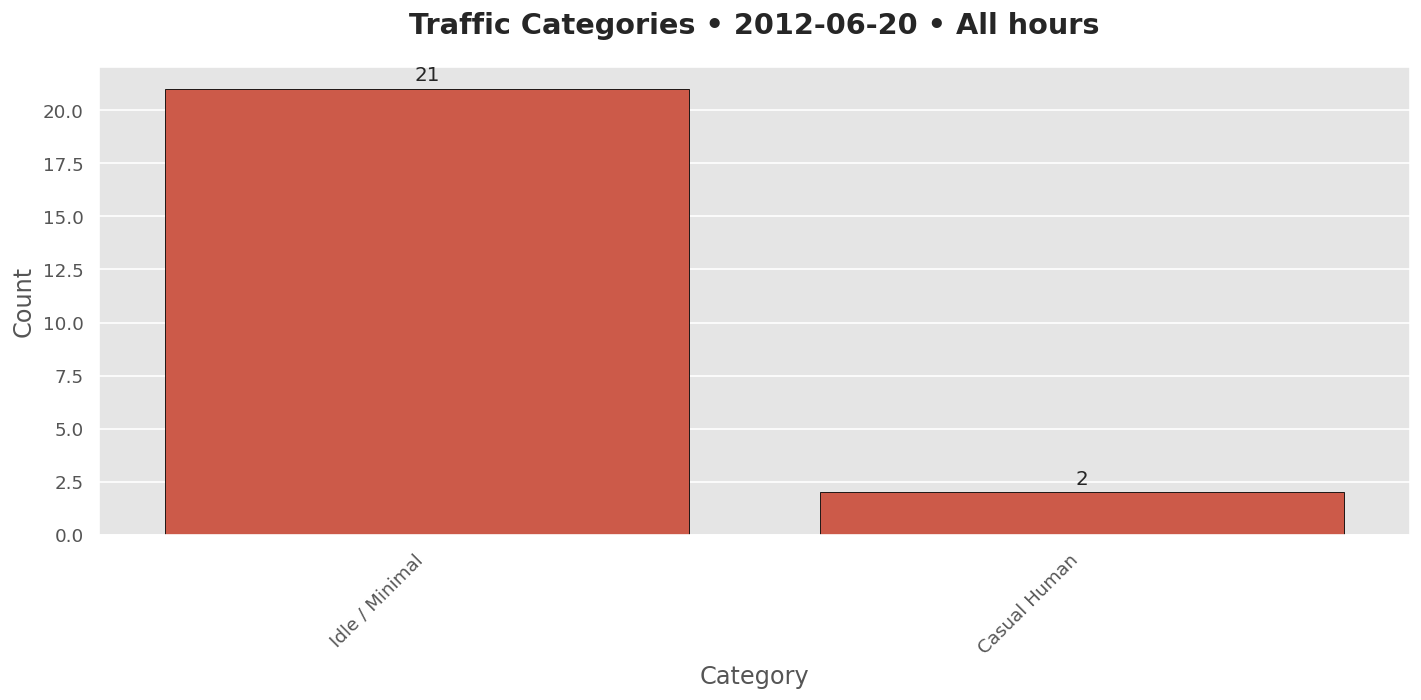 Traffic Categories • 2012-06-20 • All hours
21
20.0
17.5
15.0
12.5
10.0
7.5
5.0
2.5
0.0
Count
2
Idle / Minimal
Casual Human
Category